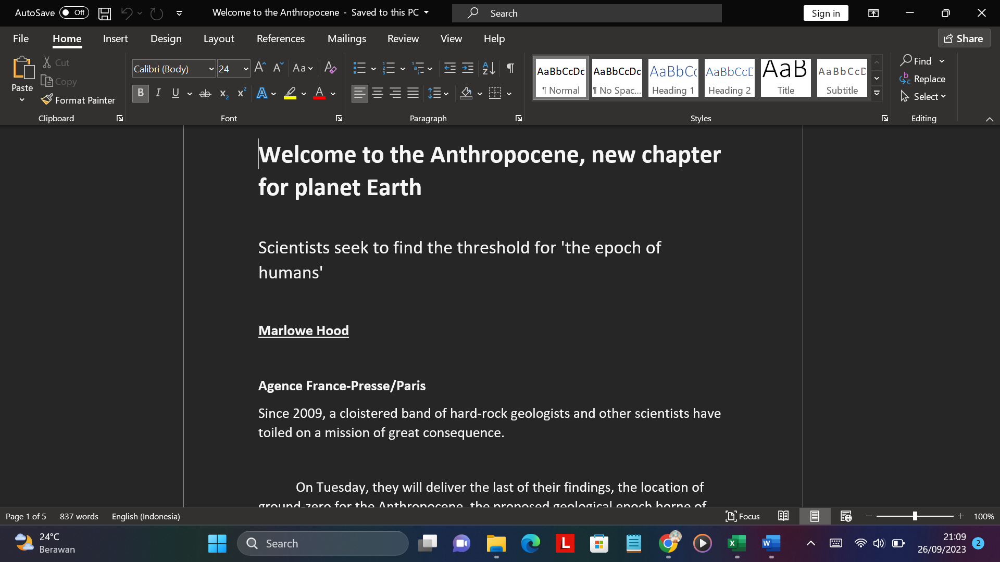 AutoSave Off Welcome to the Anthropocene - Saved to this PC Search Sign in
File Home Insert Design Layout References Mailings Review View Help Share
Paste
Cut
Copy
Format Painter
Clipboard
Calibri (Body) 24
Font
Paragraph
AaBbCcDc AaBbCcDc AaBbCc AaBbCcD AaB AaBbCcD
¶ Normal ¶ No Spac... Heading 1 Heading 2 Title Subtitle
Styles
Find
Replace
Select
Editing
Welcome to the Anthropocene, new chapter
for planet Earth
Scientists seek to find the threshold for 'the epoch of
humans'
Marlowe Hood
Agence France-Presse/Paris
Since 2009, a cloistered band of hard-rock geologists and other scientists have
toiled on a mission of great consequence.
On Tuesday, they will deliver the last of their findings, the location of
ground-zero for the Anthropocene, the proposed geological epoch borne of
Page 1 of 5 837 words English (Indonesia) Focus 100%
24°C
Berawan
Search
21:09
26/09/2023
2